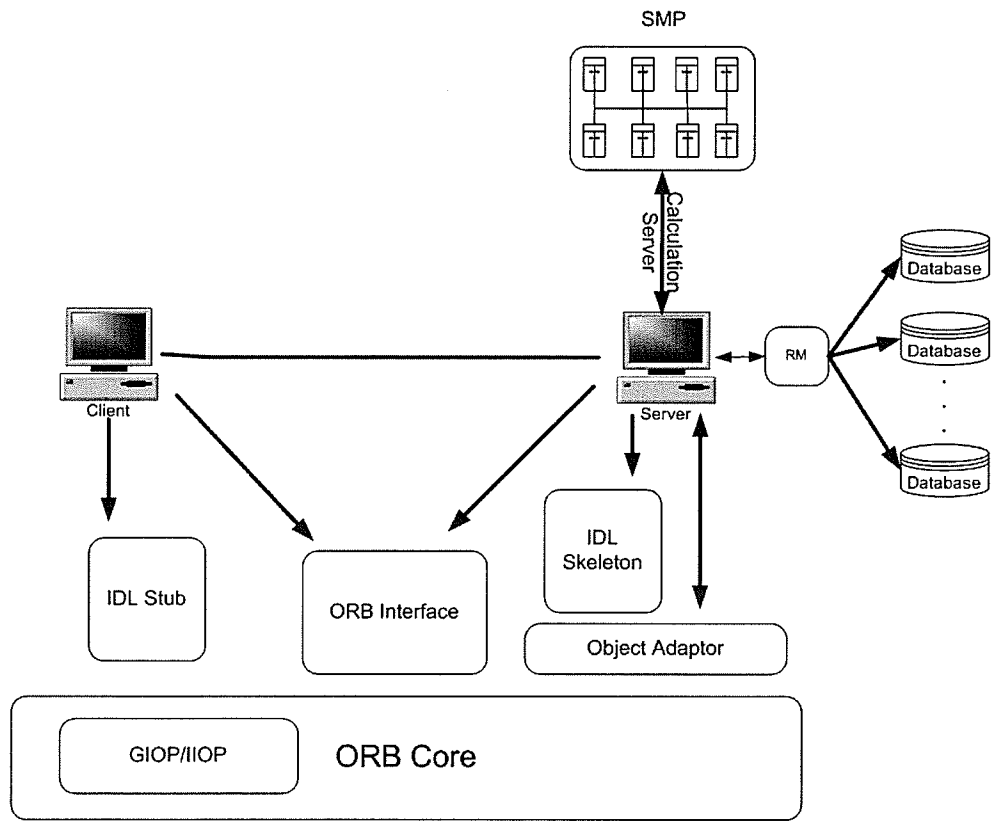 SMP
Calculation
Server
Database
Database
Database
RM
Client
Server
IDL Stub
ORB Interface
IDL
Skeleton
Object Adaptor
GIOP/IIOP
ORB Core